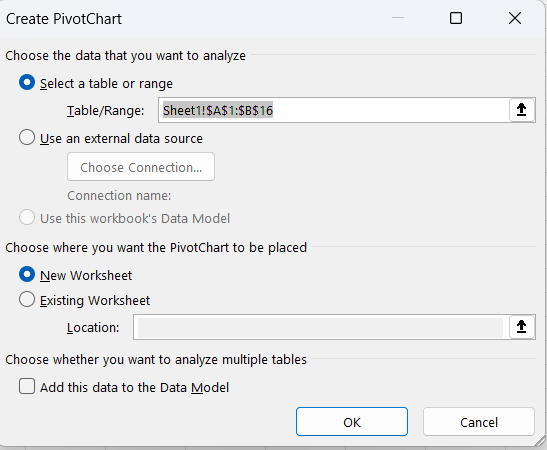 Create PivotChart
Choose the data that you want to analyze
Select a table or range
Table/Range: Sheet1!$A$1:$B$16
Use an external data source
Choose Connection...
Connection name:
Use this workbook's Data Model
Choose where you want the PivotChart to be placed
New Worksheet
Existing Worksheet
Location:
Choose whether you want to analyze multiple tables
Add this data to the Data Model
OK Cancel